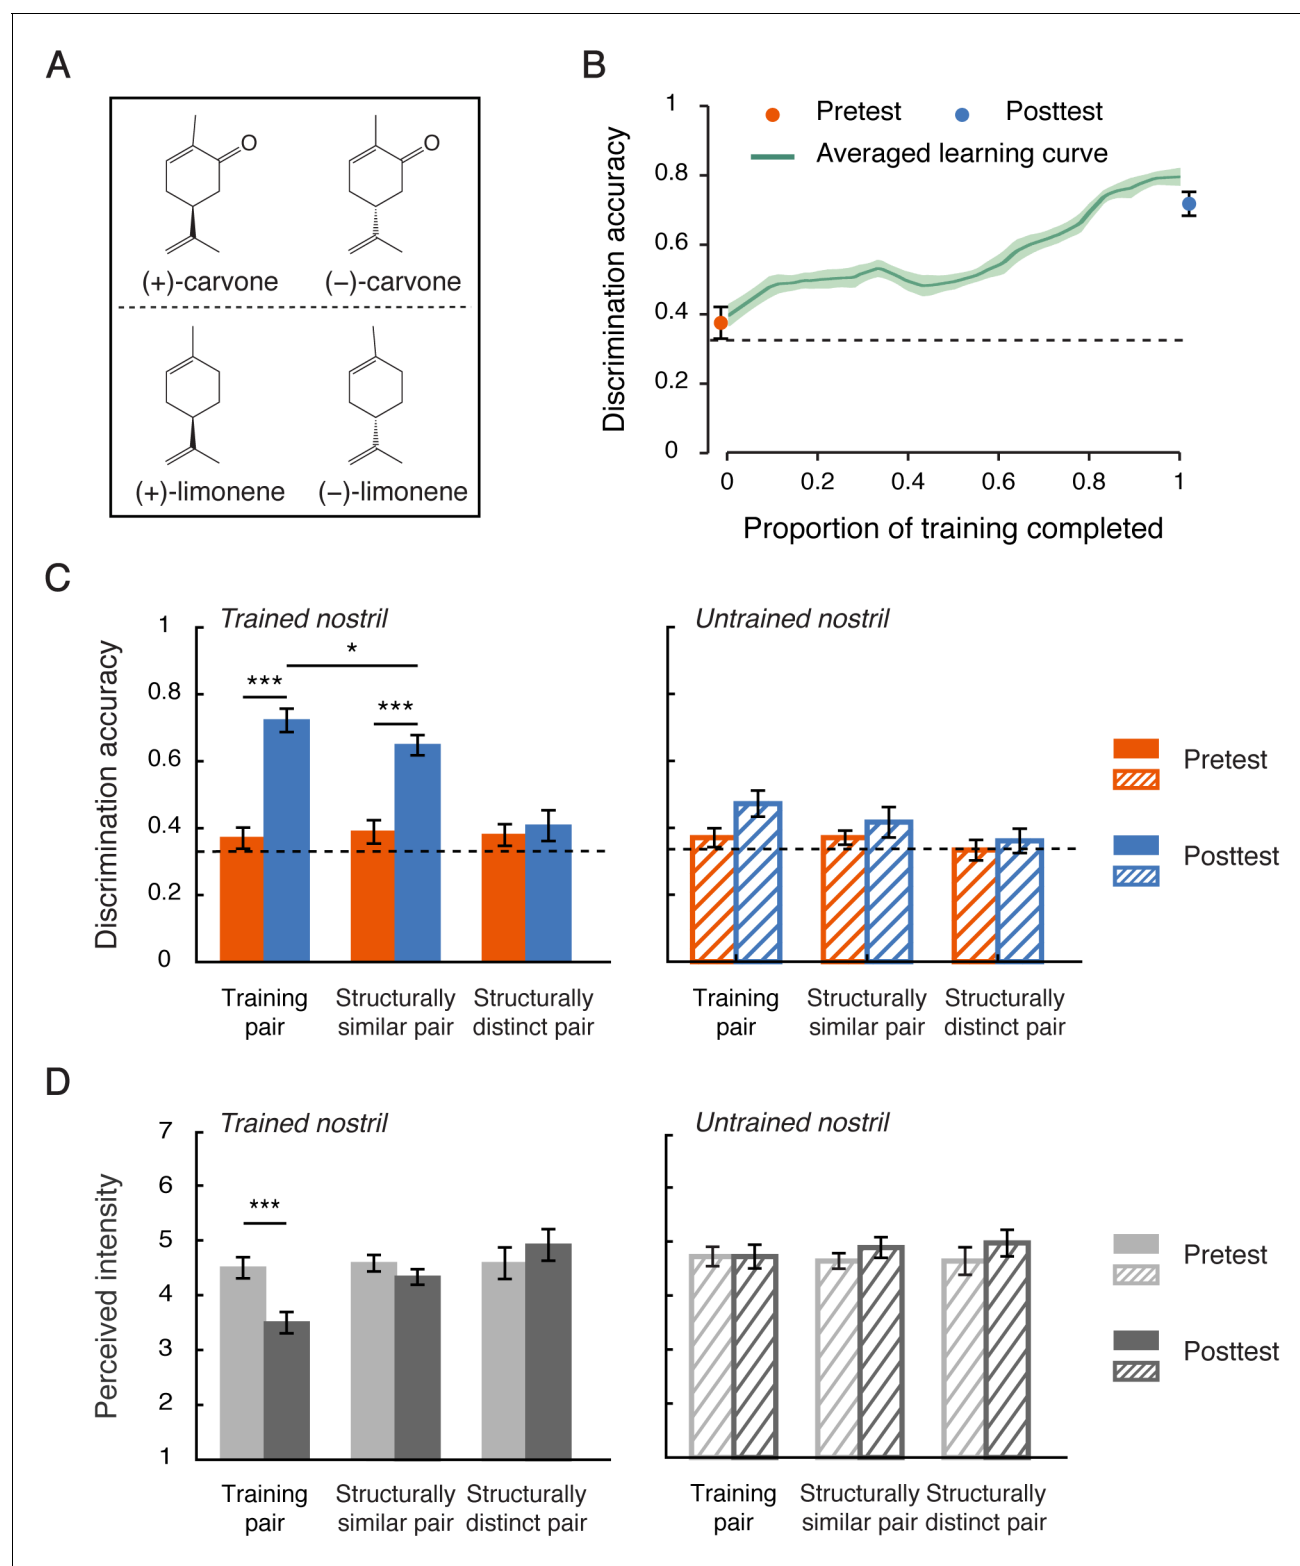 A
O
O
(+)-carvone
(−)-carvone
(+)-limonene
(−)-limonene
B
Pretest
Posttest
Averaged learning curve
Discrimination accuracy
1
0.8
0.6
0.4
0.2
0
0
0.2
0.4
0.6
0.8
1
Proportion of training completed
C
Trained nostril
Discrimination accuracy
1
0.8
0.6
0.4
0.2
0
***
***
*
Training
pair
Structurally
similar pair
Structurally
distinct pair
Untrained nostril
Training
pair
Structurally
similar pair
Structurally
distinct pair
Pretest
Posttest
D
Trained nostril
Perceived intensity
7
6
5
4
3
2
1
***
Training
pair
Structurally
similar pair
Structurally
distinct pair
Untrained nostril
Training
pair
Structurally
similar pair
Structurally
distinct pair
Pretest
Posttest